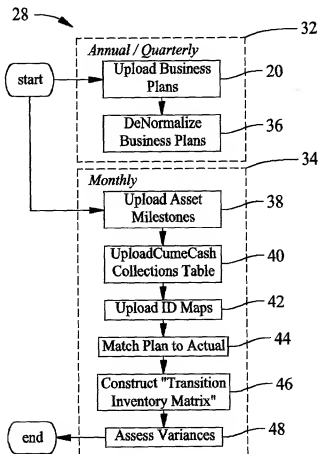 28
32
Annual / Quarterly
start
Upload Business
Plans
20
DeNormalize
Business Plans
36
34
Monthly
Upload Asset
Milestones
38
UploadCumeCash
Collections Table
40
Upload ID Maps
42
Match Plan to Actual
44
Construct "Transition
Inventory Matrix"
46
end
Assess Variances
48